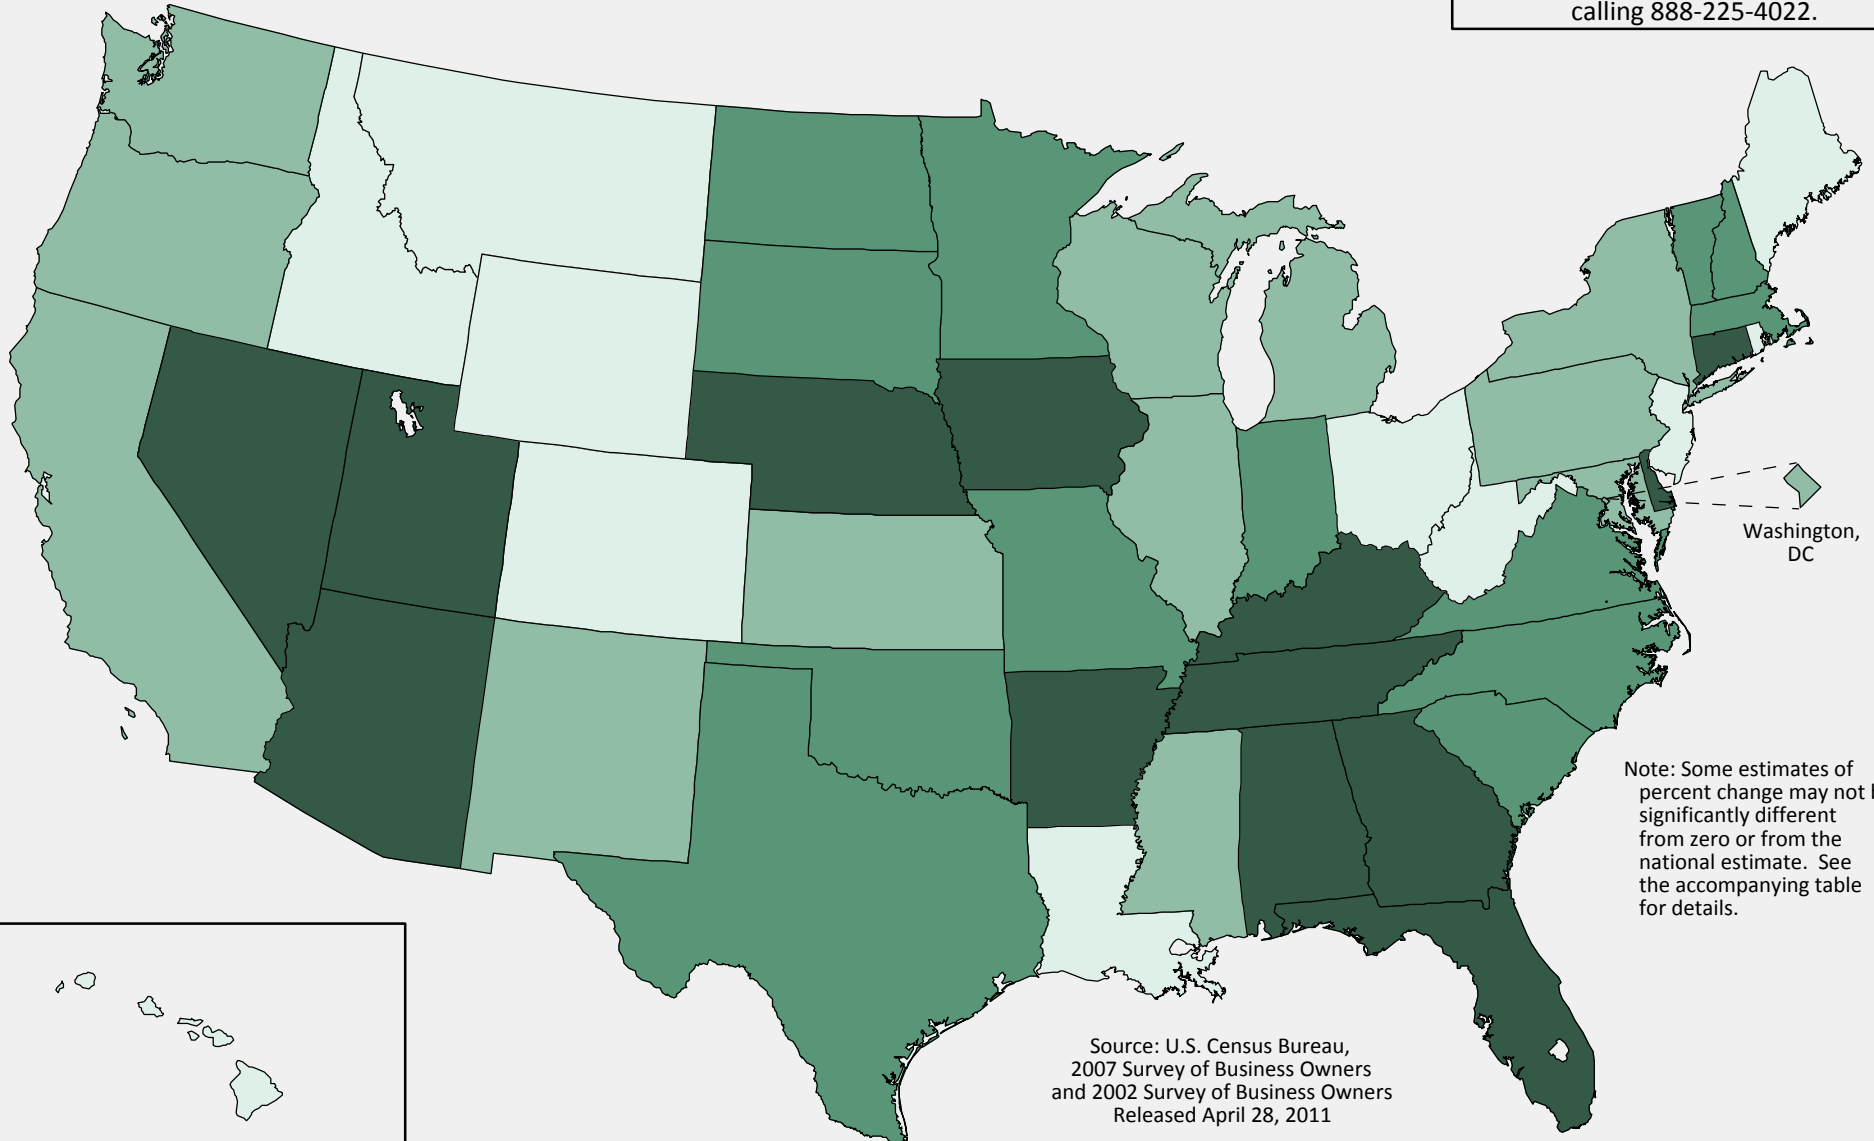 calling 888-225-4022.
Washington,
DC
Note: Some estimates of
percent change may not
significantly different
from zero or from the
national estimate.  See
the accompanying table
for details.
Source: U.S. Census Bureau,
2007 Survey of Business Owners
and 2002 Survey of Business Owners
Released April 28, 2011